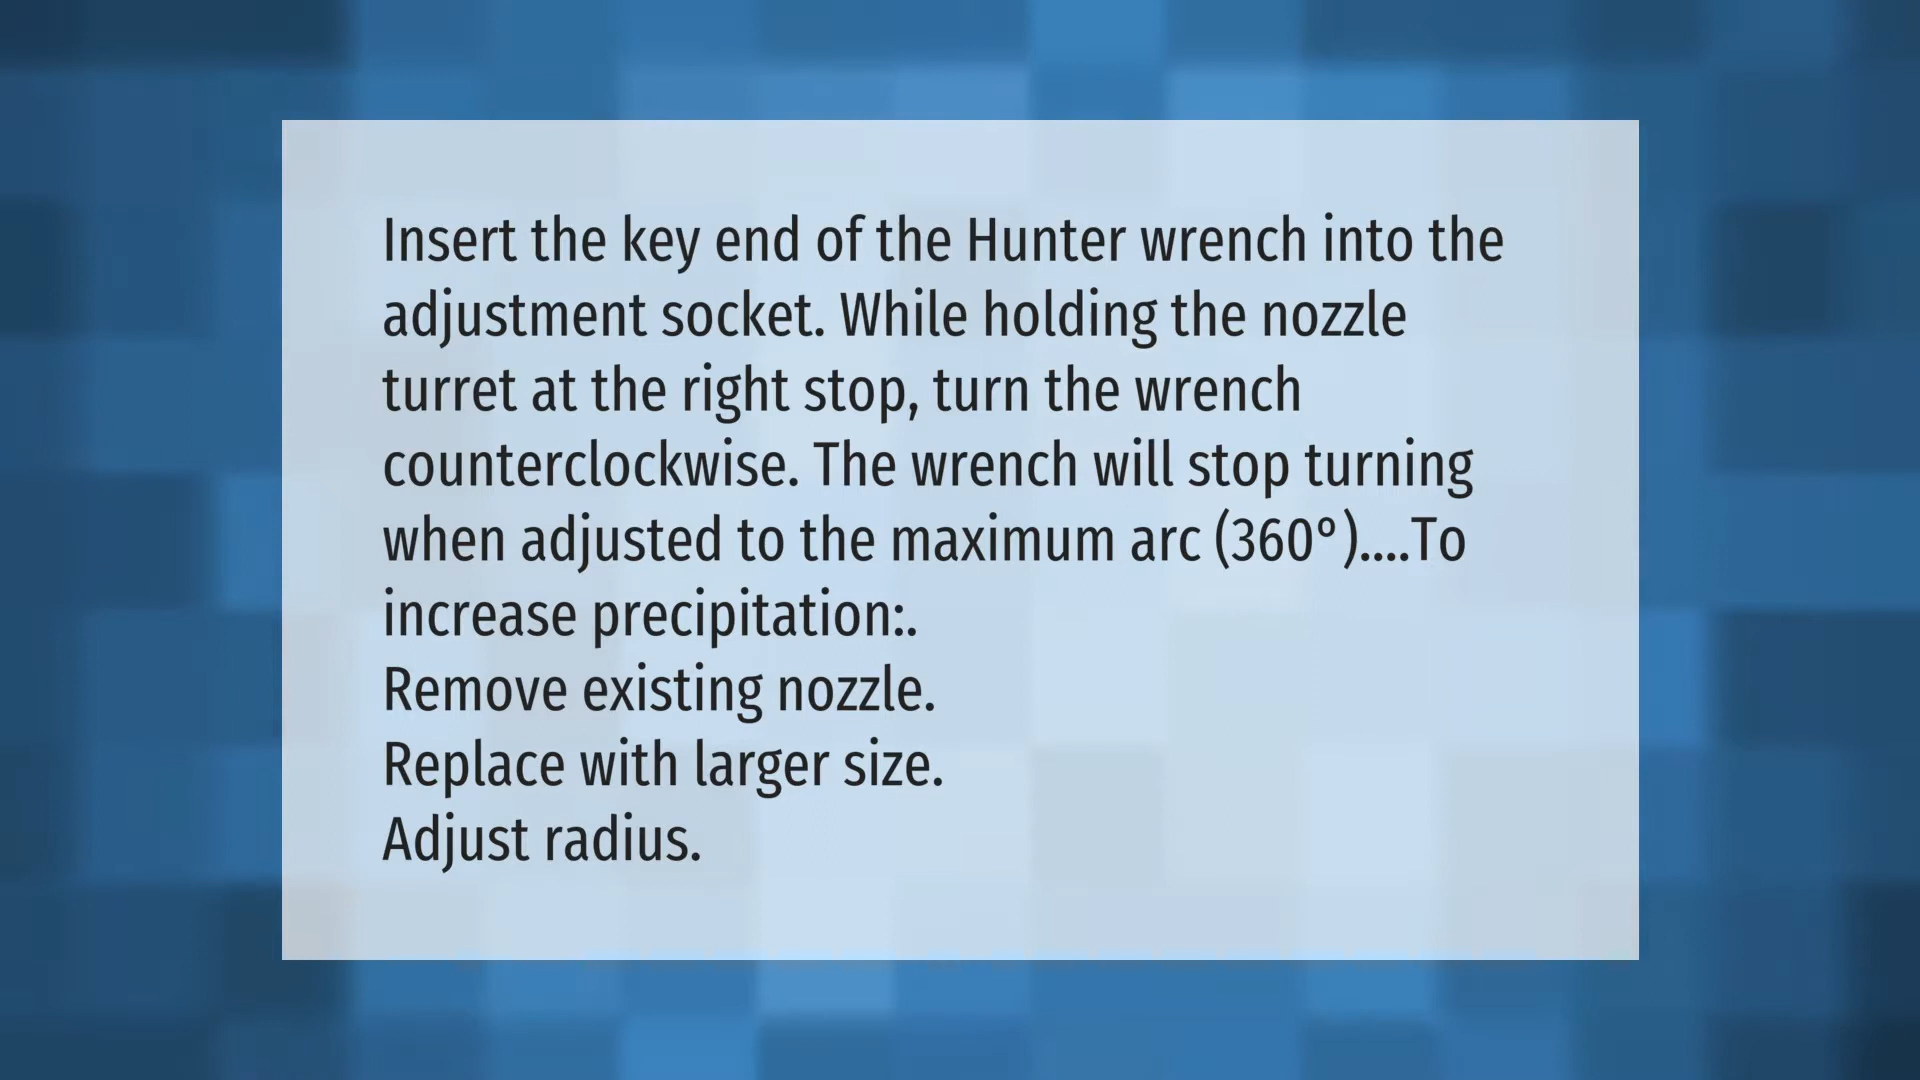 Insert the key end of the Hunter wrench into the
adjustment socket. While holding the nozzle
turret at the right stop, turn the wrench
counterclockwise. The wrench will stop turning
when adjusted to the maximum arc (360º)....To
increase precipitation:.
Remove existing nozzle.
Replace with larger size.
Adjust radius.